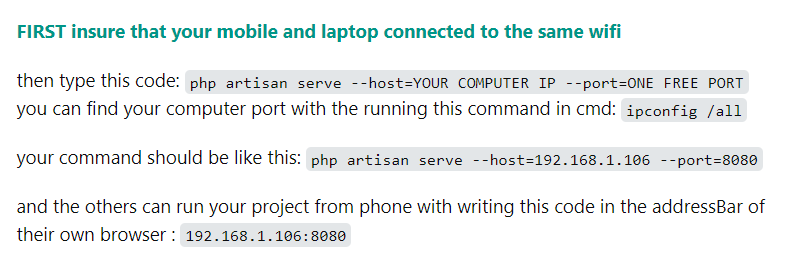 FIRST insure that your mobile and laptop connected to the same wifi
then type this code: php artisan serve --host=YOUR COMPUTER IP --port=ONE FREE PORT
you can find your computer port with the running this command in cmd: ipconfig /all
your command should be like this: php artisan serve --host=192.168.1.106 --port=8080
and the others can run your project from phone with writing this code in the addressBar of
their own browser : 192.168.1.106:8080